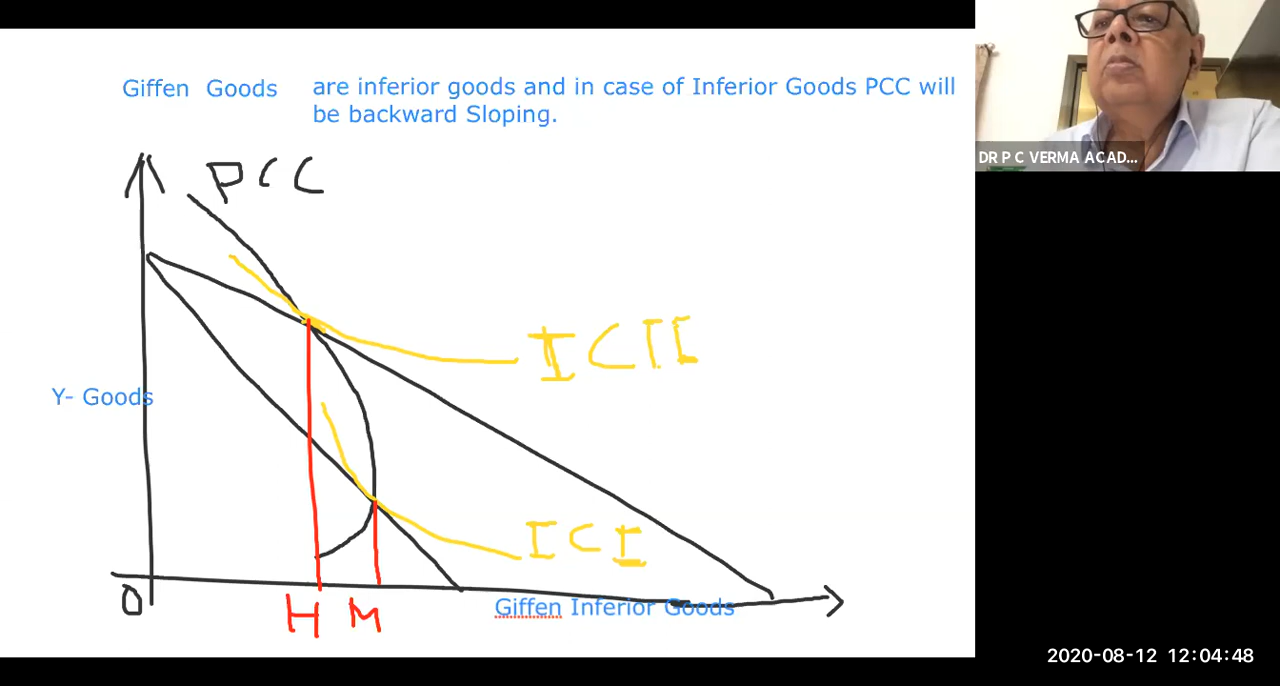 Giffen Goods are inferior goods and in case of Inferior Goods PCC will
be backward Sloping.
DR P C VERMA ACAD...
PCC
ICII
Y- Goods
ICI
O
H M
Giffen Inferior Goods
2020-08-12 12:04:48